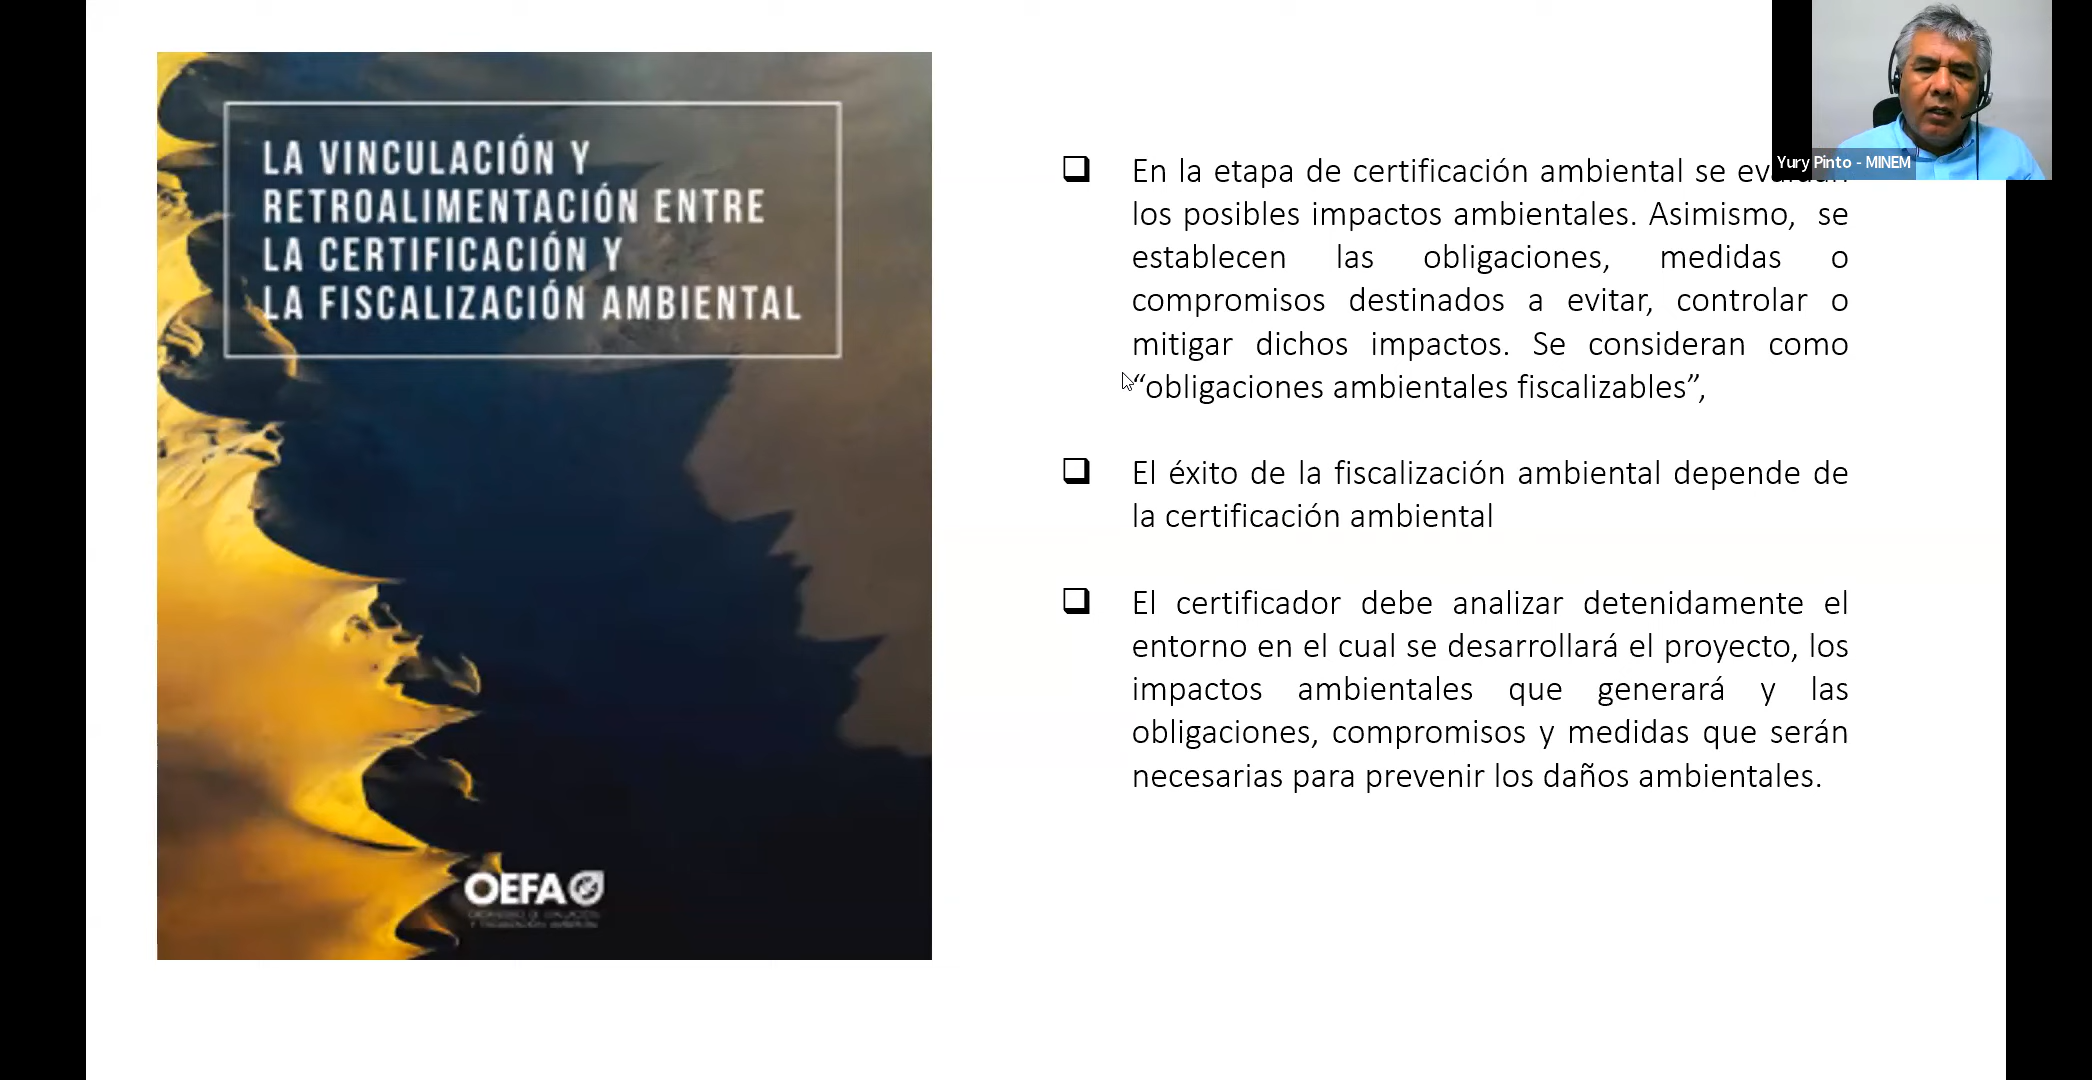 LA VINCULACIÓN Y
RETROALIMENTACIÓN ENTRE
LA CERTIFICACIÓN Y
LA FISCALIZACIÓN AMBIENTAL
OEFA
Yury Pinto - MINEM
En la etapa de certificación ambiental se
los posibles impactos ambientales. Asimismo, se
establecen las obligaciones, medidas o
compromisos destinados a evitar, controlar o
mitigar dichos impactos. Se consideran como
“obligaciones ambientales fiscalizables”,
El éxito de la fiscalización ambiental depende de
la certificación ambiental
El certificador debe analizar detenidamente el
entorno en el cual se desarrollará el proyecto, los
impactos ambientales que generará y las
obligaciones, compromisos y medidas que serán
necesarias para prevenir los daños ambientales.